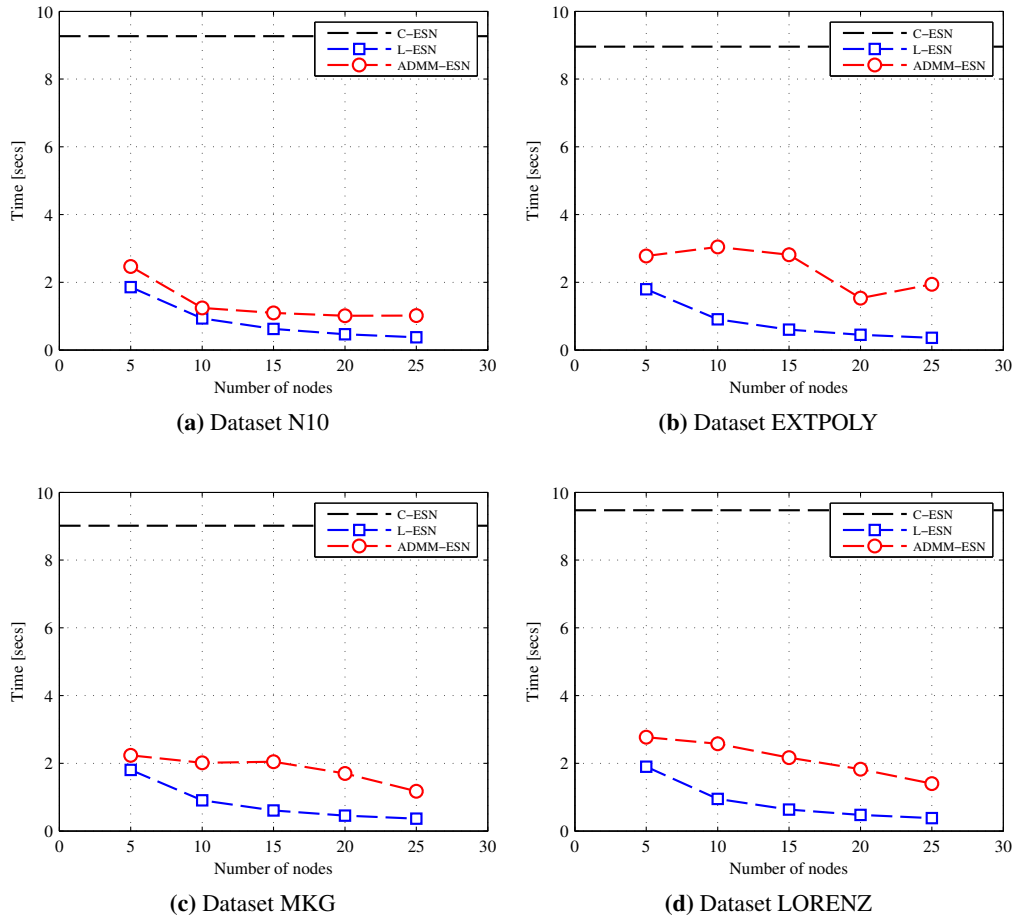 10
8
6
4
2
0
Time [secs]
0 5 10 15 20 25 30
Number of nodes
C−ESN
L−ESN
ADMM−ESN
(a) Dataset N10
10
8
6
4
2
0
Time [secs]
0 5 10 15 20 25 30
Number of nodes
C−ESN
L−ESN
ADMM−ESN
(b) Dataset EXTPOLY
10
8
6
4
2
0
Time [secs]
0 5 10 15 20 25 30
Number of nodes
C−ESN
L−ESN
ADMM−ESN
(c) Dataset MKG
10
8
6
4
2
0
Time [secs]
0 5 10 15 20 25 30
Number of nodes
C−ESN
L−ESN
ADMM−ESN
(d) Dataset LORENZ